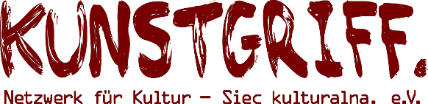 KUNSTGRIFF.
Netzwerk für Kultur – Siec kulturalna. e.V.